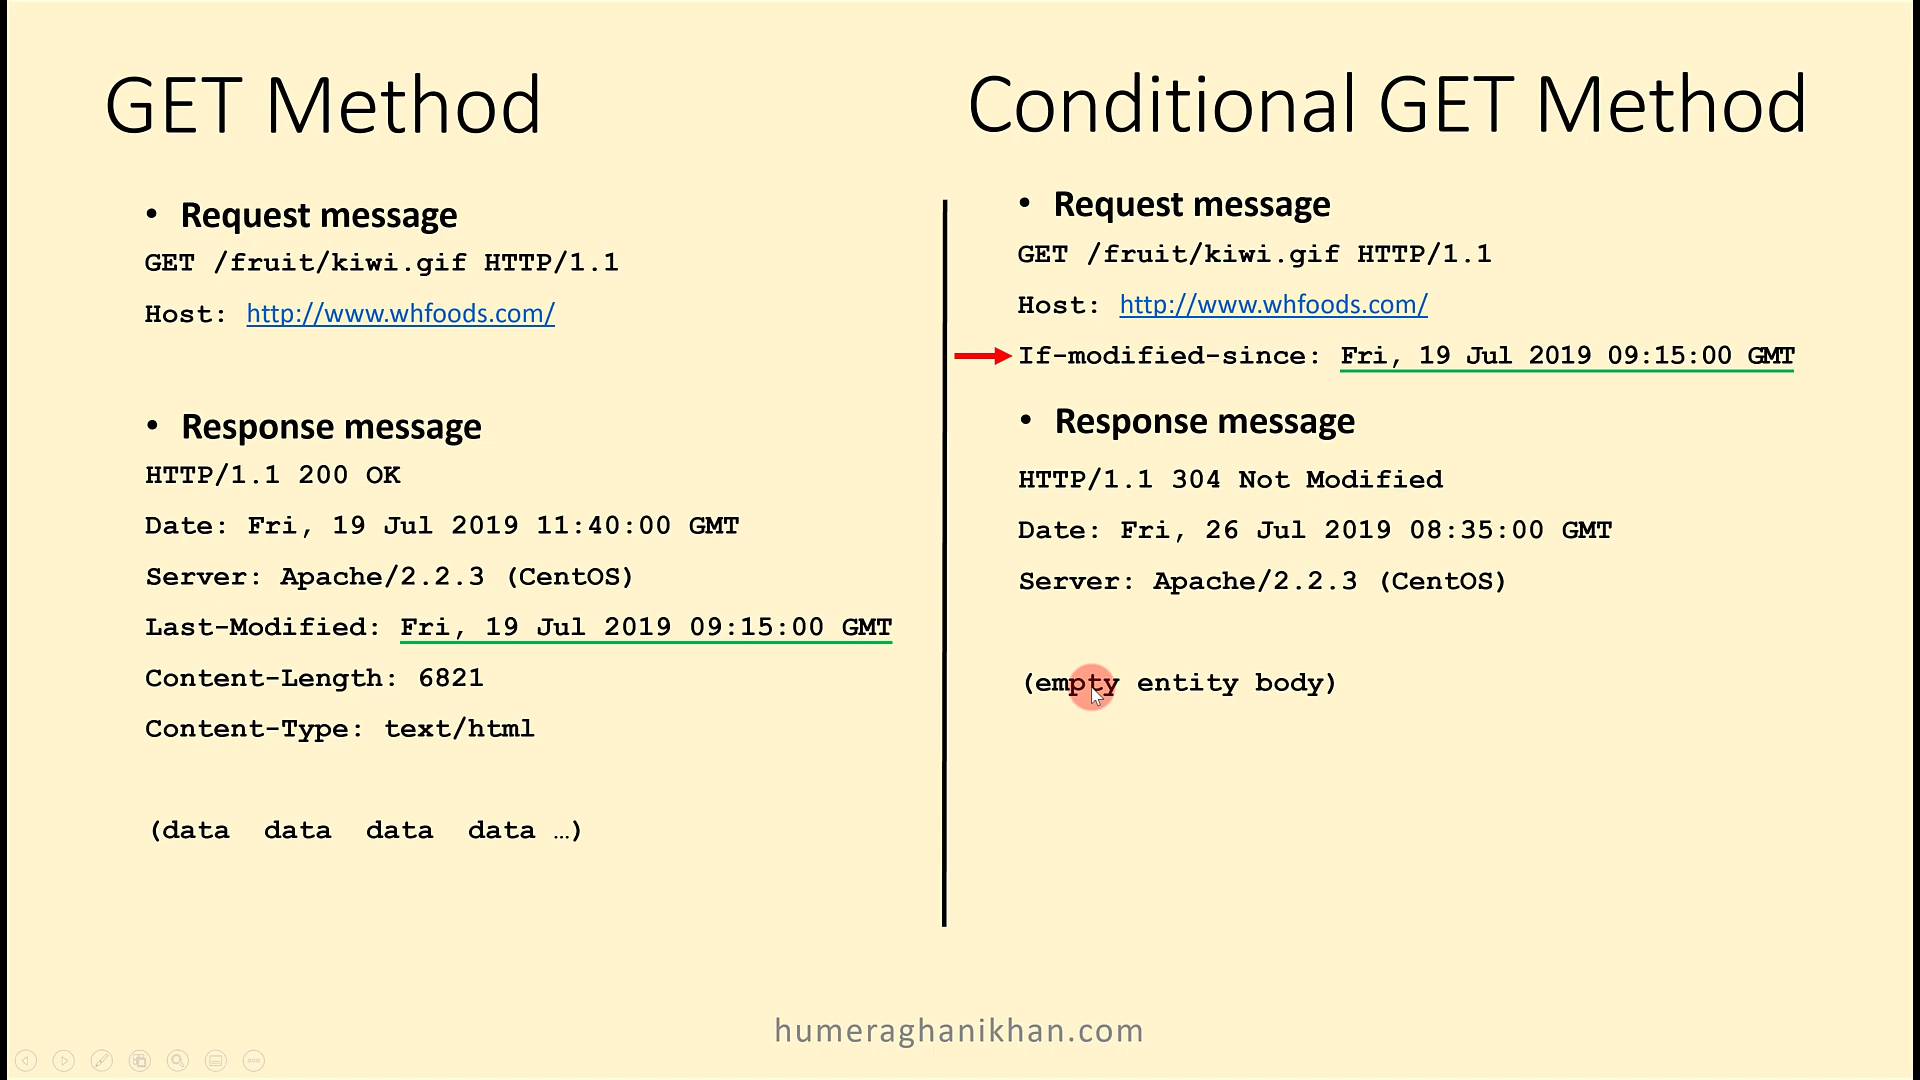 GET Method
• Request message
GET /fruit/kiwi.gif HTTP/1.1
Host: http://www.whfoods.com/
• Response message
HTTP/1.1 200 OK
Date: Fri, 19 Jul 2019 11:40:00 GMT
Server: Apache/2.2.3 (CentOS)
Last-Modified: Fri, 19 Jul 2019 09:15:00 GMT
Content-Length: 6821
Content-Type: text/html
(data data data data …)
Conditional GET Method
• Request message
GET /fruit/kiwi.gif HTTP/1.1
Host: http://www.whfoods.com/
If-modified-since: Fri, 19 Jul 2019 09:15:00 GMT
• Response message
HTTP/1.1 304 Not Modified
Date: Fri, 26 Jul 2019 08:35:00 GMT
Server: Apache/2.2.3 (CentOS)
(empty entity body)
humeraghanikhan.com